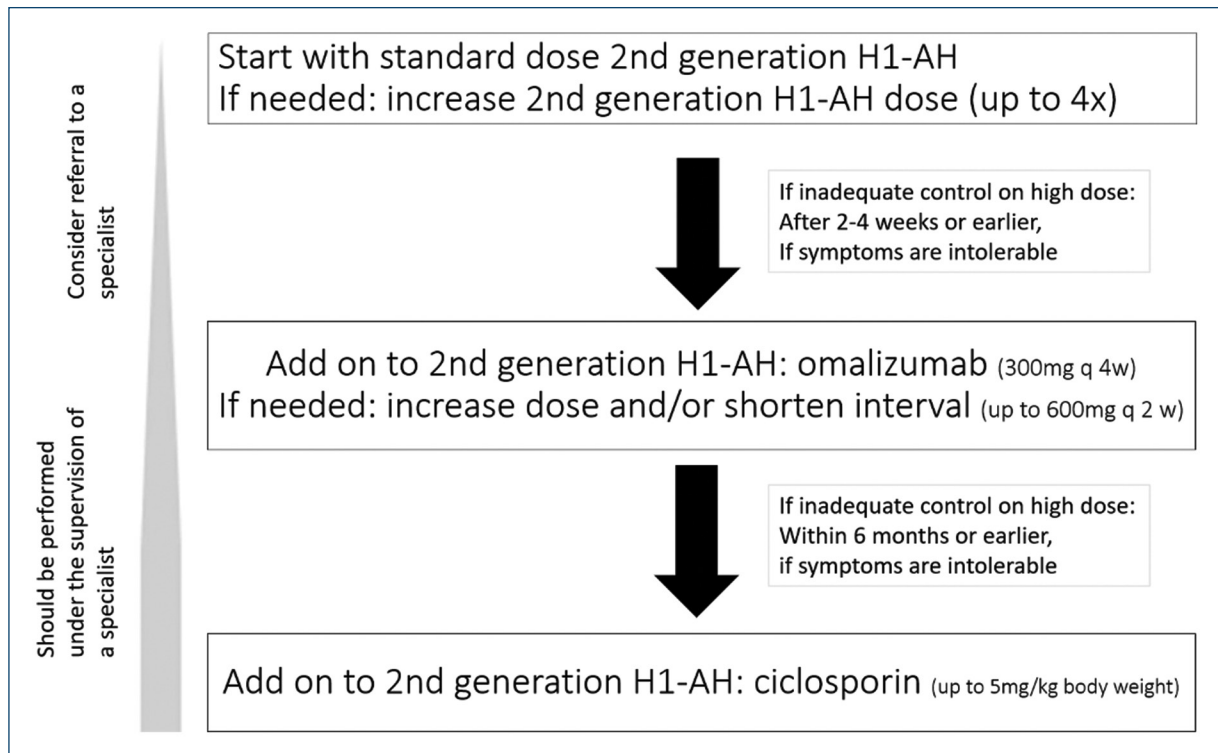 Start with standard dose 2nd generation H1-AH
If needed: increase 2nd generation H1-AH dose (up to 4x)
Consider referral to a
specialist
If inadequate control on high dose:
After 2-4 weeks or earlier,
If symptoms are intolerable
Add on to 2nd generation H1-AH: omalizumab (300mg q 4w)
If needed: increase dose and/or shorten interval (up to 600mg q 2 w)
Should be performed
under the supervision of
a specialist
If inadequate control on high dose:
Within 6 months or earlier,
if symptoms are intolerable
Add on to 2nd generation H1-AH: ciclosporin (up to 5mg/kg body weight)